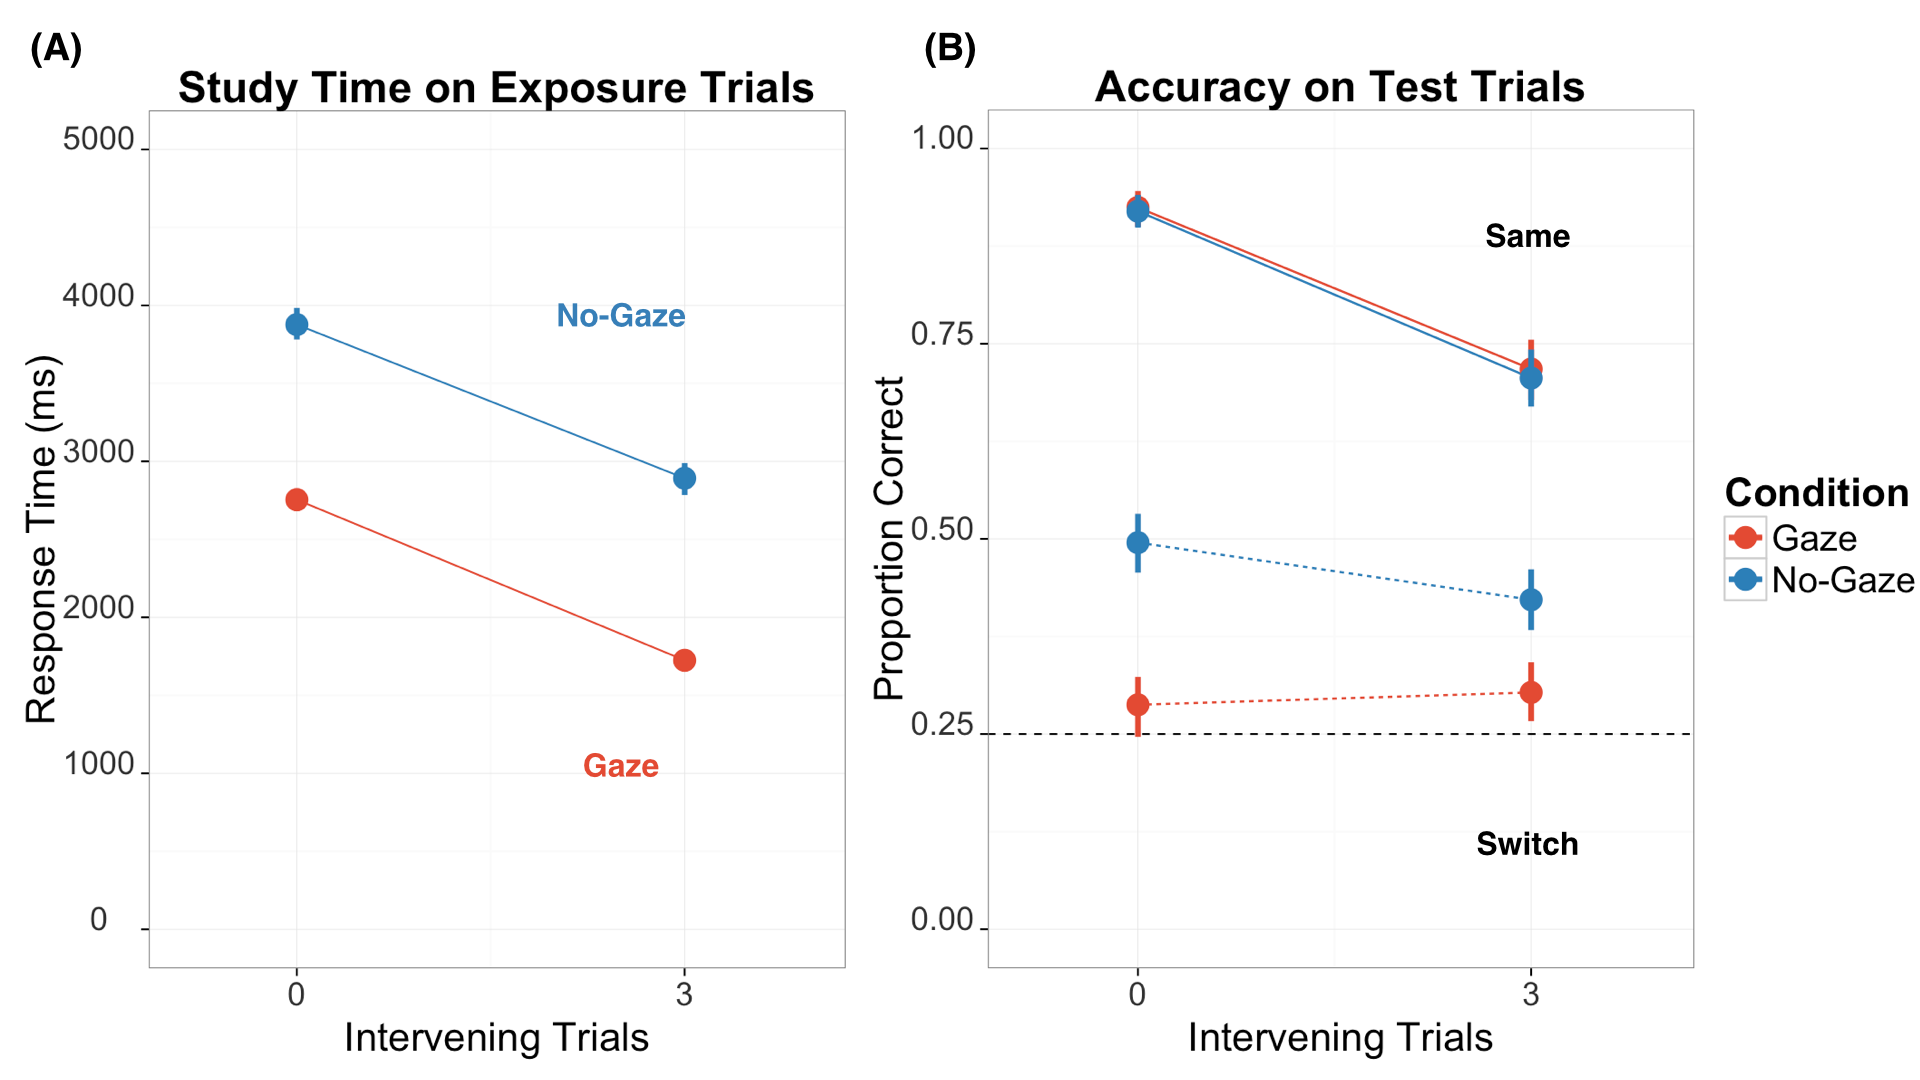 (A)
Study Time on Exposure Trials
Response Time (ms)
5000
4000
3000
2000
1000
0
No-Gaze
Gaze
0 3
Intervening Trials
(B)
Accuracy on Test Trials
Proportion Correct
1.00
0.75
0.50
0.25
0.00
Same
Switch
0 3
Intervening Trials
Condition
Gaze
No-Gaze